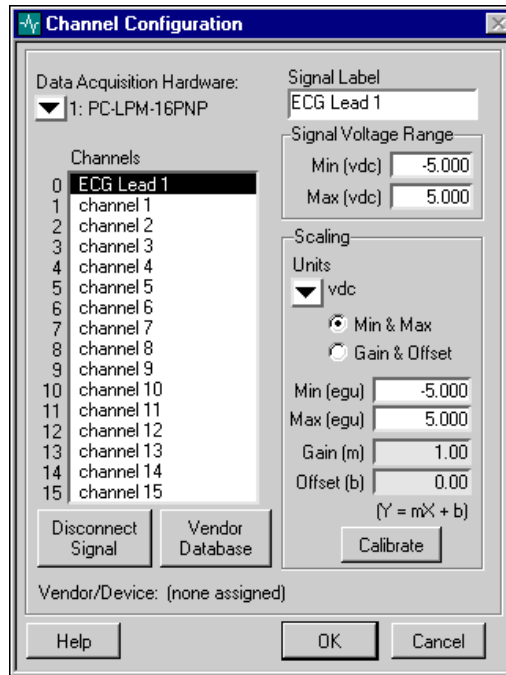 Channel Configuration
Data Acquisition Hardware:
1: PC-LPM-16PNP
Channels
0 ECG Lead 1
1 channel 1
2 channel 2
3 channel 3
4 channel 4
5 channel 5
6 channel 6
7 channel 7
8 channel 8
9 channel 9
10 channel 10
11 channel 11
12 channel 12
13 channel 13
14 channel 14
15 channel 15
Disconnect
Signal
Vendor
Database
Signal Label
ECG Lead 1
Signal Voltage Range
Min (vdc) -5.000
Max (vdc) 5.000
Scaling
Units
vdc
Min & Max
Gain & Offset
Min (egu) -5.000
Max (egu) 5.000
Gain (m) 1.00
Offset (b) 0.00
(Y = mX + b)
Calibrate
Vendor/Device: (none assigned)
Help
OK
Cancel